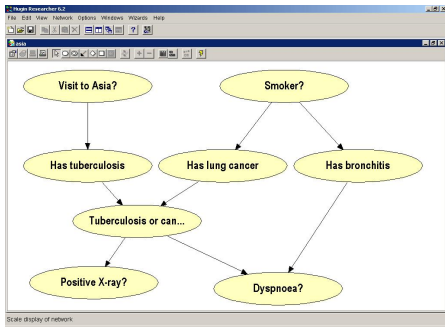 Hugin Researcher 6.2
File Edit View Network Options Windows Wizards Help
asia
Visit to Asia?
Smoker?
Has tuberculosis
Has lung cancer
Has bronchitis
Tuberculosis or can...
Positive X-ray?
Dyspnoea?
Scale display of network